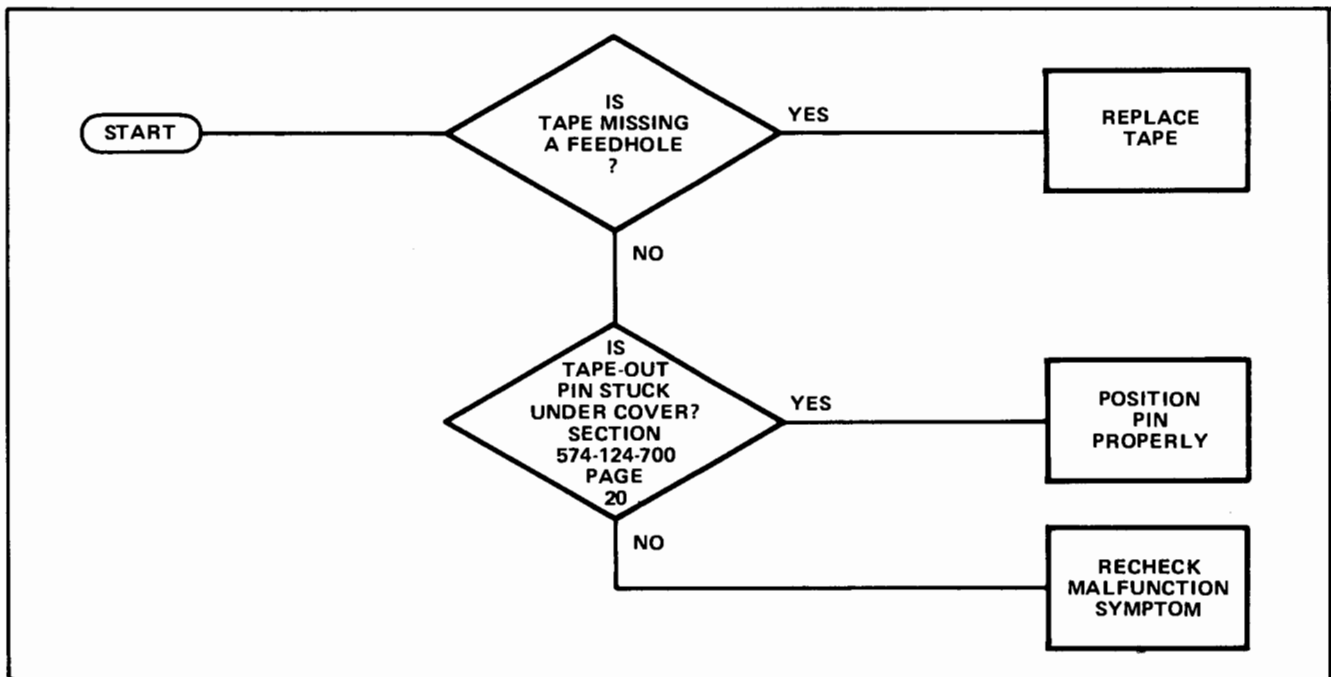 START
IS
TAPE MISSING
A FEEDHOLE
?
YES
REPLACE
TAPE
NO
IS
TAPE-OUT
PIN STUCK
UNDER COVER?
SECTION
574-124-700
PAGE
20
YES
POSITION
PIN
PROPERLY
NO
RECHECK
MALFUNCTION
SYMPTOM